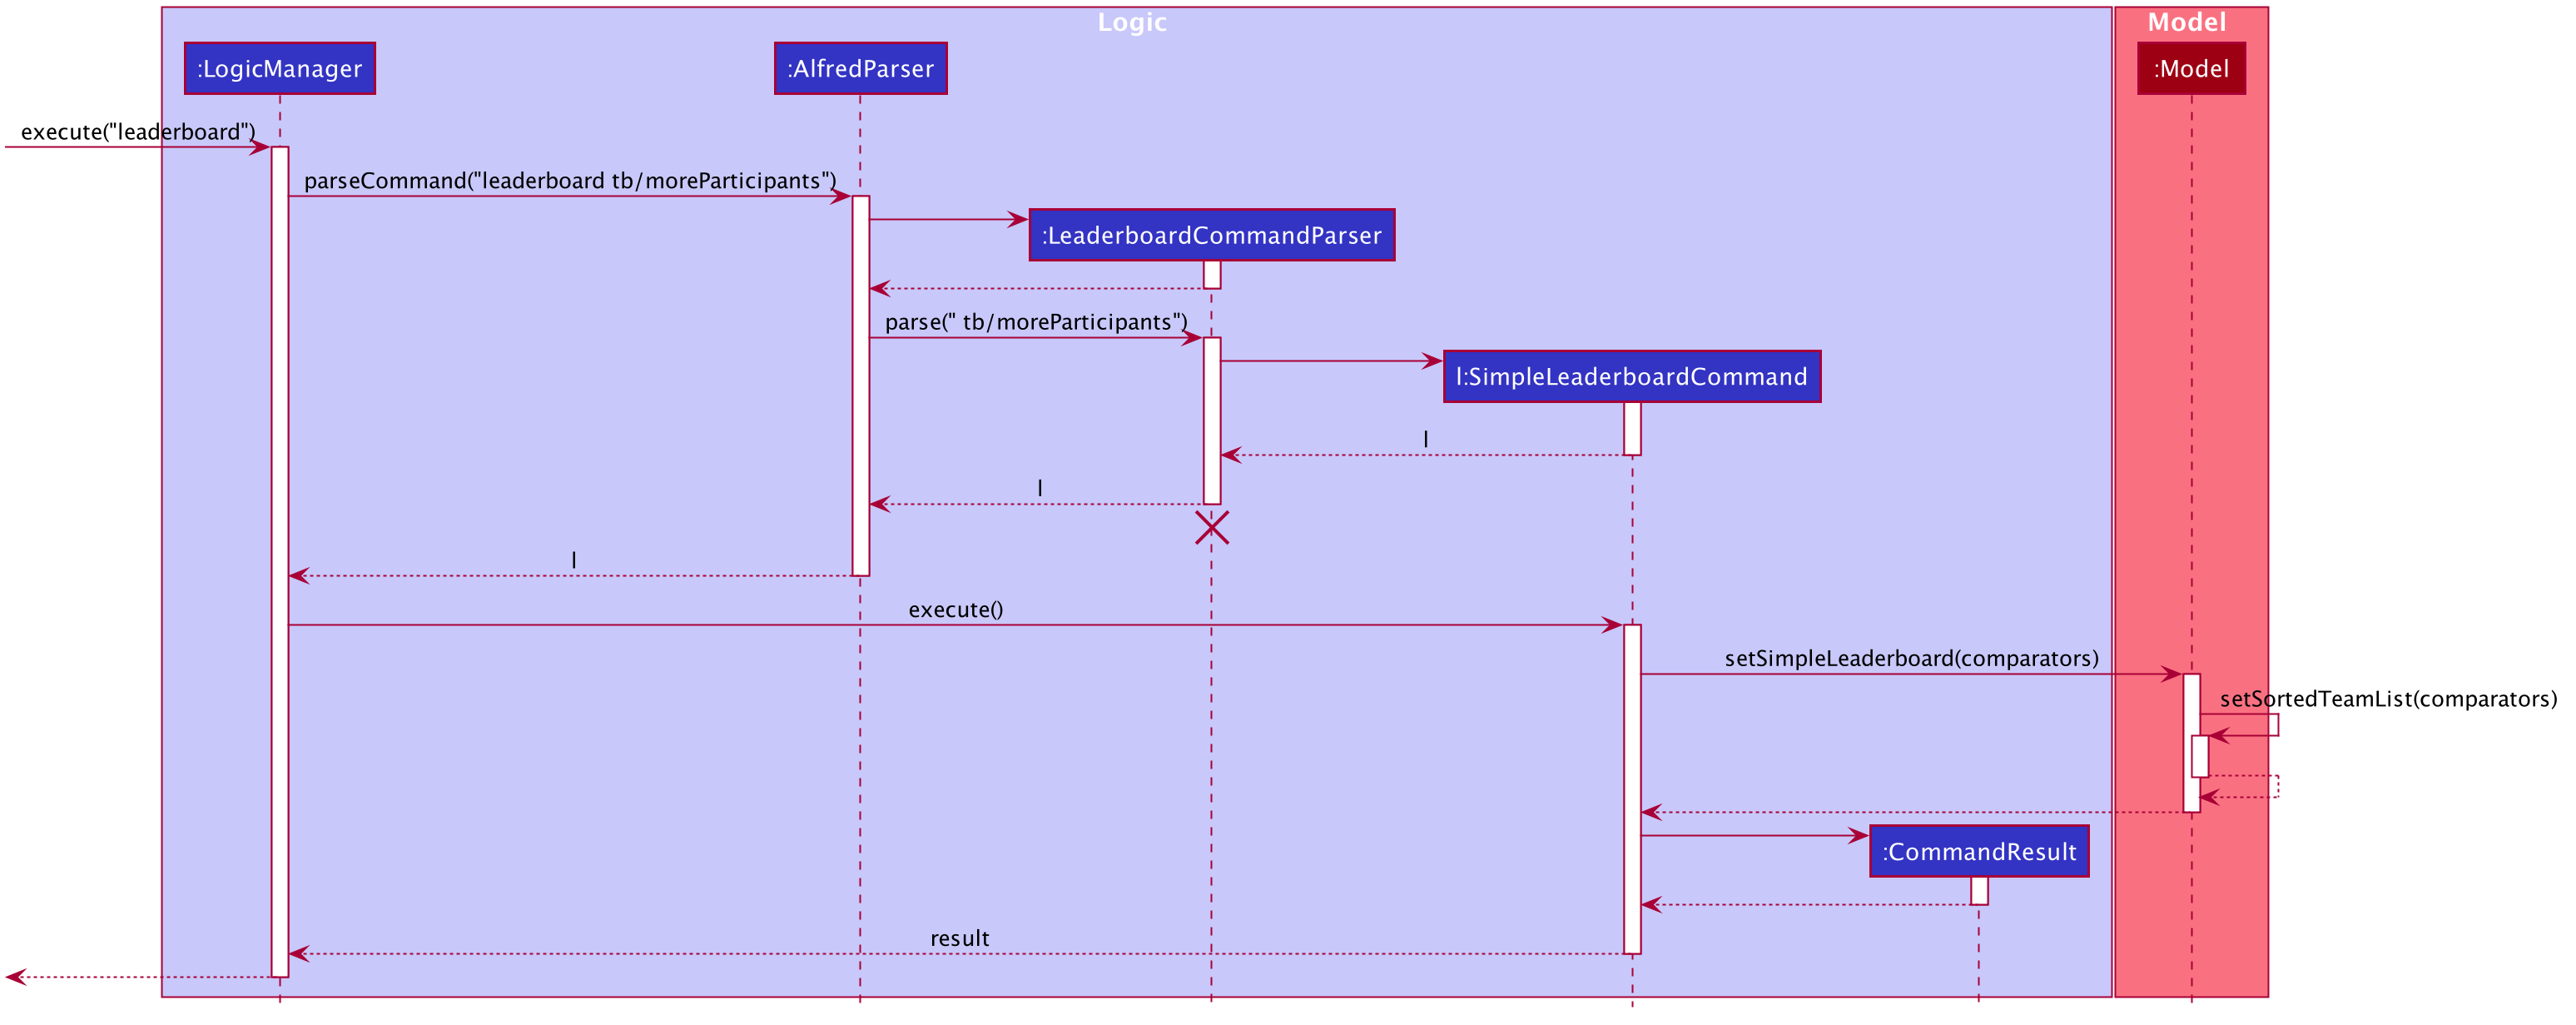 Logic
Model
:LogicManager
:AlfredParser
:Model
execute("leaderboard")
parseCommand("leaderboard tb/moreParticipants")
:LeaderboardCommandParser
parse(" tb/moreParticipants")
l:SimpleLeaderboardCommand
l
l
l
execute()
setSimpleLeaderboard(comparators)
setSortedTeamList(comparators)
:CommandResult
result